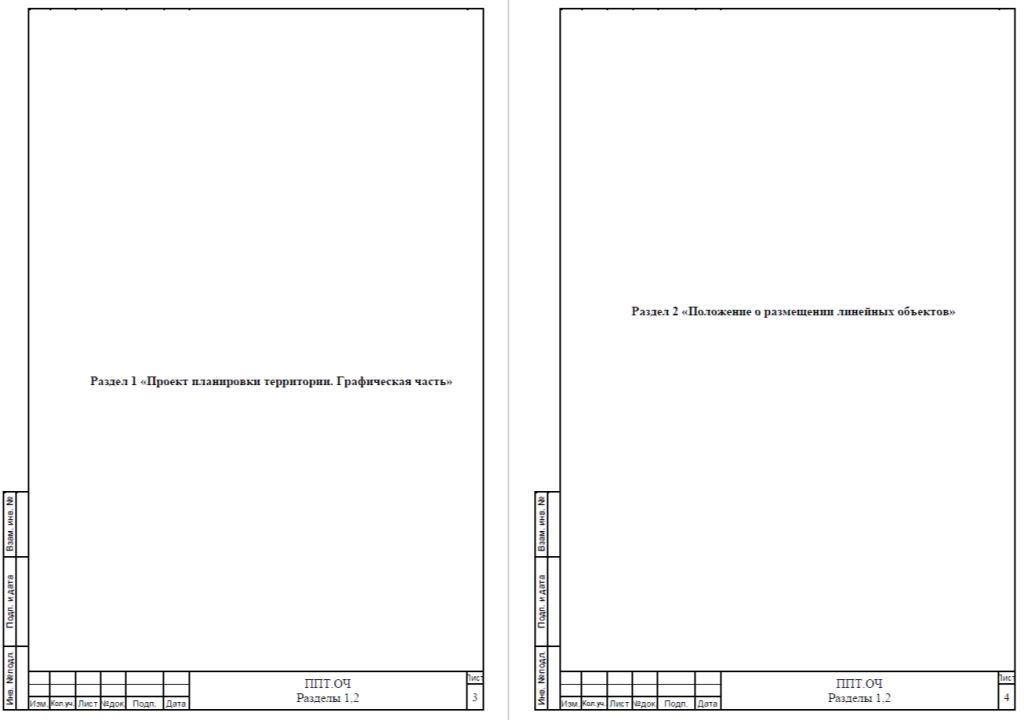 Раздел 1 «Проект планировки территории. Графическая часть»
Взам. инв. №
Подп. и дата
Инв. №подл.
Изм. Кол.уч. Лист №док. Подп. Дата
ППТ.ОЧ
Разделы 1,2
Лист
3
Раздел 2 «Положение о размещении линейных объектов»
Взам. инв. №
Подп. и дата
Инв. №подл.
Изм. Кол.уч. Лист №док. Подп. Дата
ППТ.ОЧ
Разделы 1,2
Лист
4